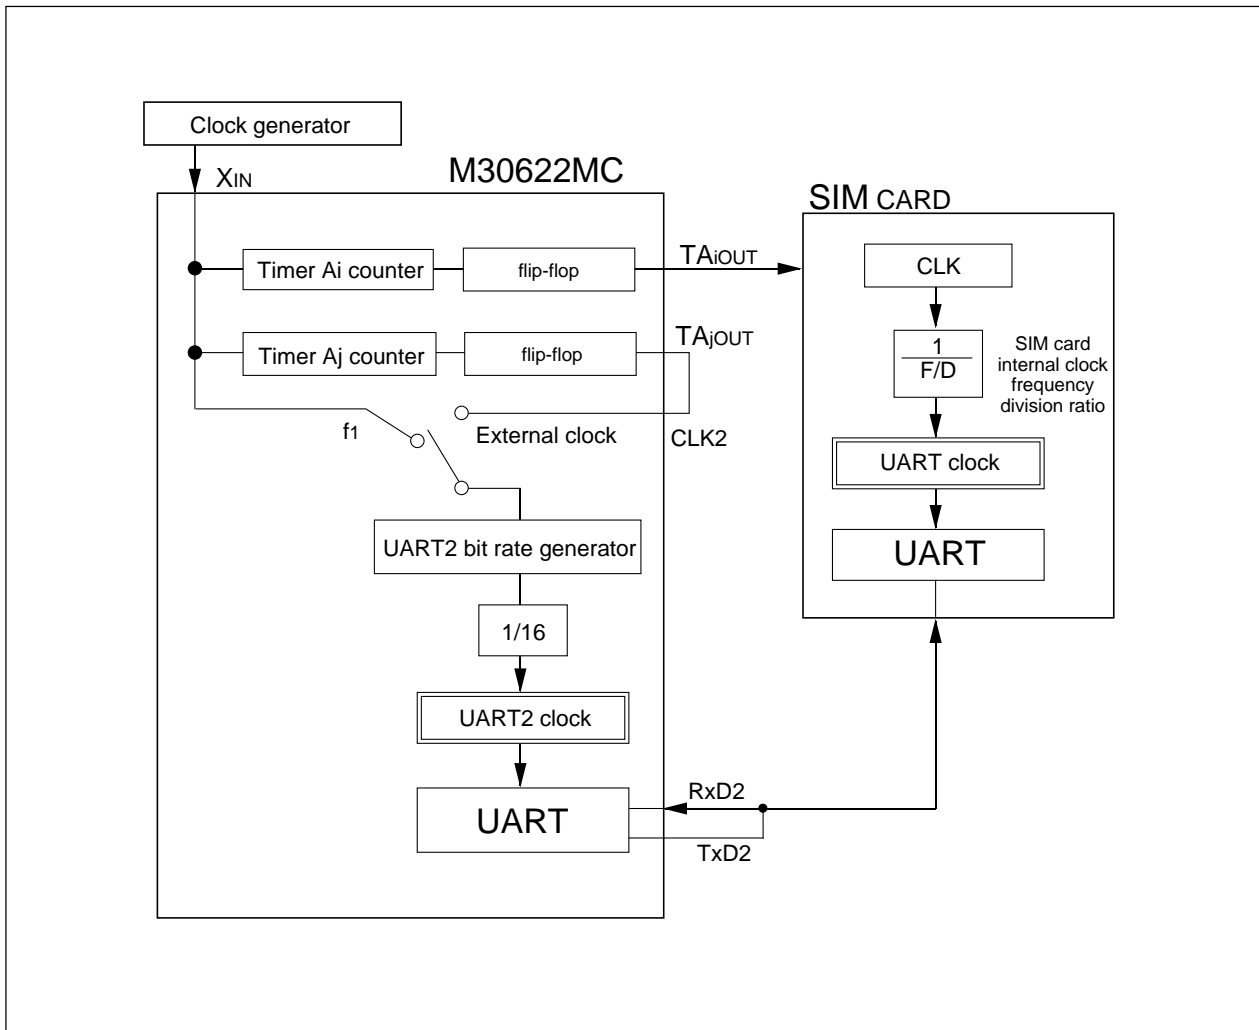 Clock generator
XIN
M30622MC
SIM CARD
Timer Ai counter
flip-flop
TAiOUT
CLK
Timer Aj counter
flip-flop
TAjOUT
1
F/D
SIM card
internal clock
frequency
division ratio
f1
External clock
CLK2
UART clock
UART2 bit rate generator
UART
1/16
UART2 clock
RxD2
UART
TxD2